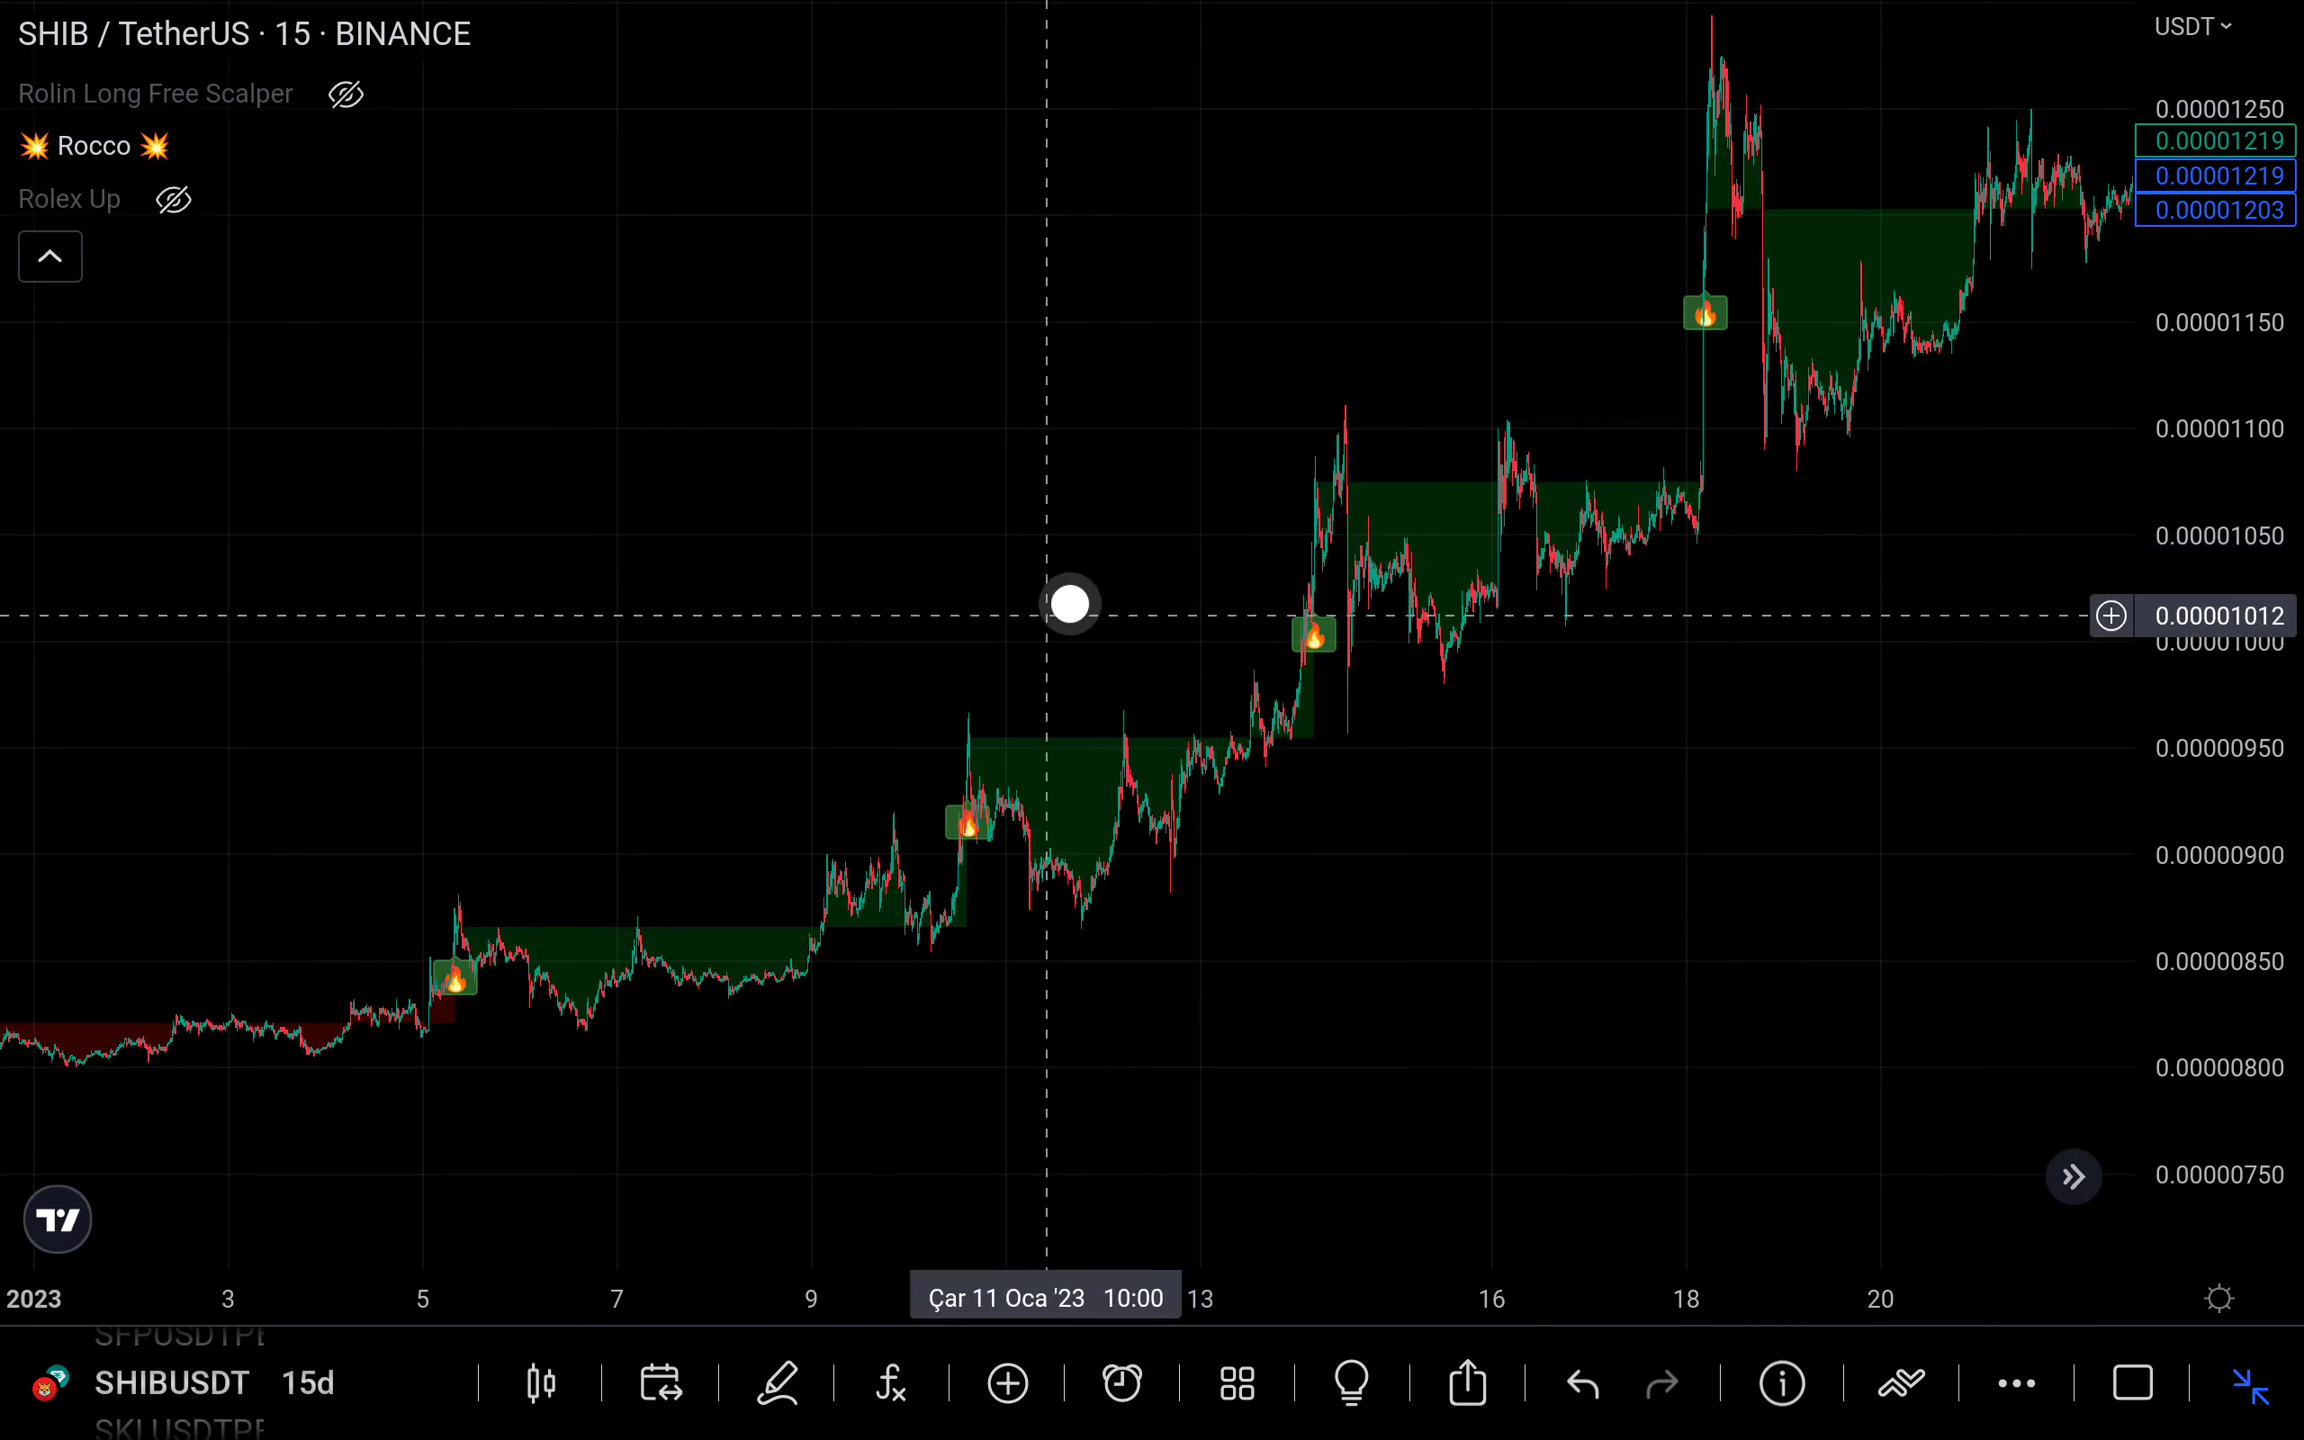 SHIB / TetherUS · 15 · BINANCE
USDT
Rolin Long Free Scalper
💥 Rocco 💥
Rolex Up
0.00001250
0.00001219
0.00001219
0.00001203
0.00001150
0.00001100
0.00001050
0.00001012
0.00001000
0.00000950
0.00000900
0.00000850
0.00000800
0.00000750
2023 3 5 7 9 Çar 11 Oca '23 10:00 13 16 18 20
SHIBUSDT 15d